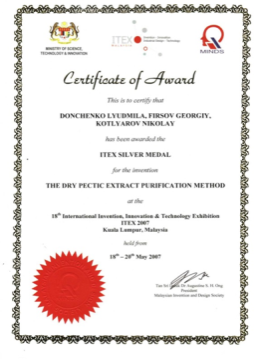 MINISTRY OF SCIENCE,
TECHNOLOGY & INNOVATION
ITEX
MINDS
Certificate of Award
This is to certify that
DONCHENKO LYUDMILA, FIRSOV GEORGIY,
KOTLYAROV NIKOLAY
has been awarded the
ITEX SILVER MEDAL
for the invention
THE DRY PECTIC EXTRACT PURIFICATION METHOD
at the
18th International Invention, Innovation & Technology Exhibition
ITEX 2007
Kuala Lumpur, Malaysia
held from
18th – 20th May 2007
President
Malaysian Invention and Design Society